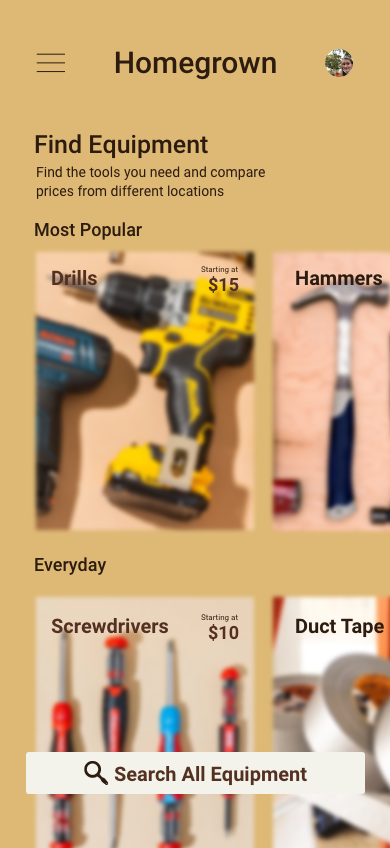 Homegrown
Find Equipment
Find the tools you need and compare
prices from different locations
Most Popular
Drills
Starting at
$15
Hammers
Everyday
Screwdrivers
Starting at
$10
Duct Tape
Search All Equipment